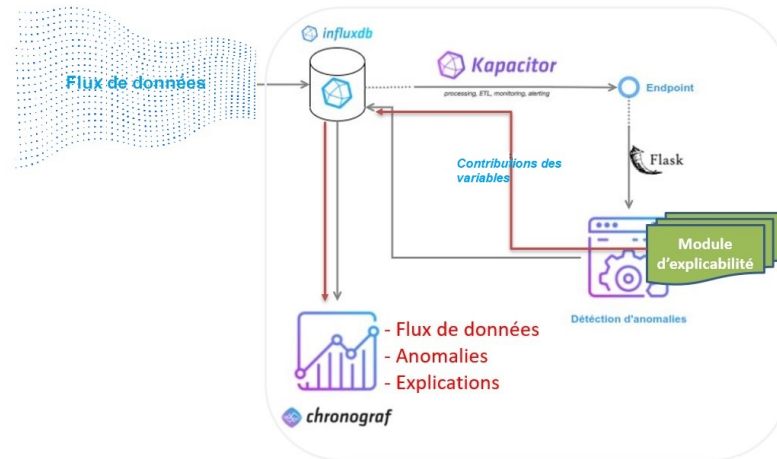 influxdb
Flux de données
Kapacitor
processing, ETL, monitoring, alerting
Endpoint
Contributions des
variables
Flask
Module
d'explicabilité
Détéction d'anomalies
- Flux de données
- Anomalies
- Explications
chronograf